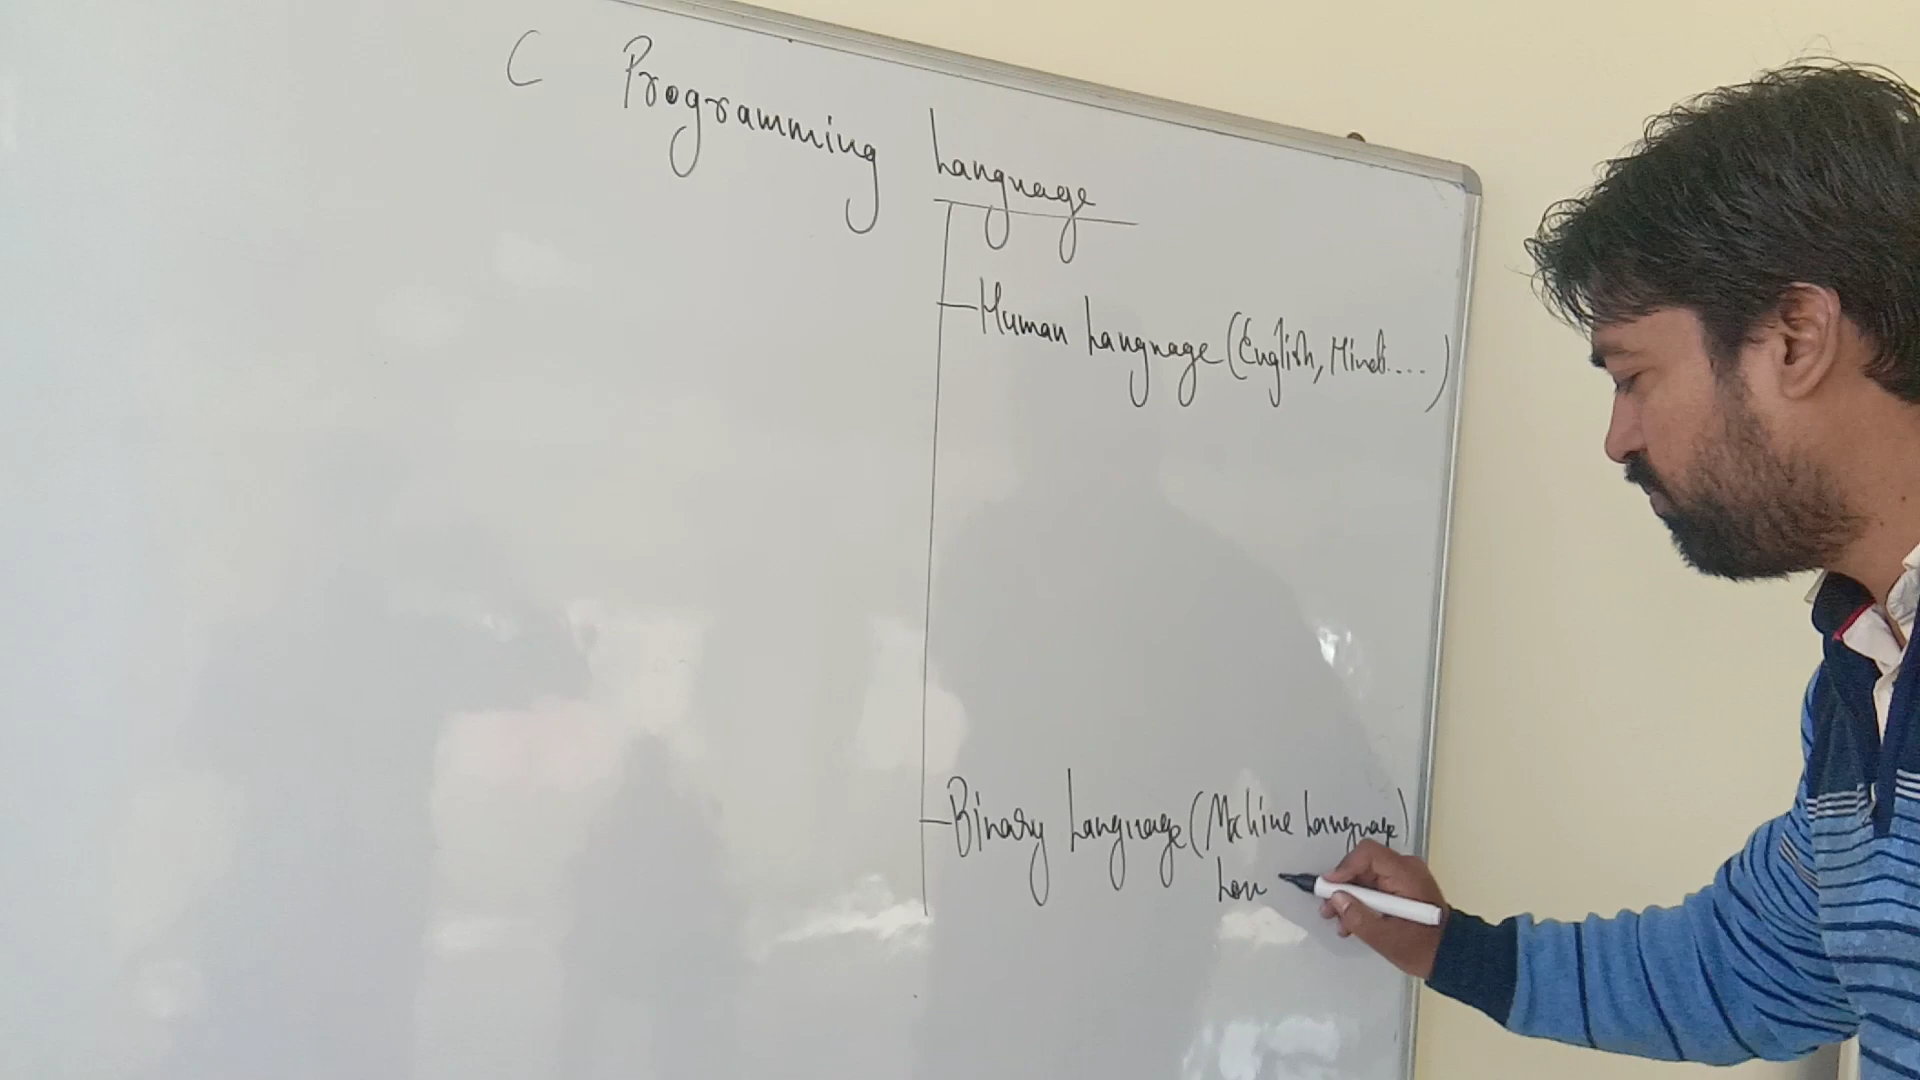 C Programming Language
Human Language (English, Hindi....)
Binary Language (Machine Language)
Low